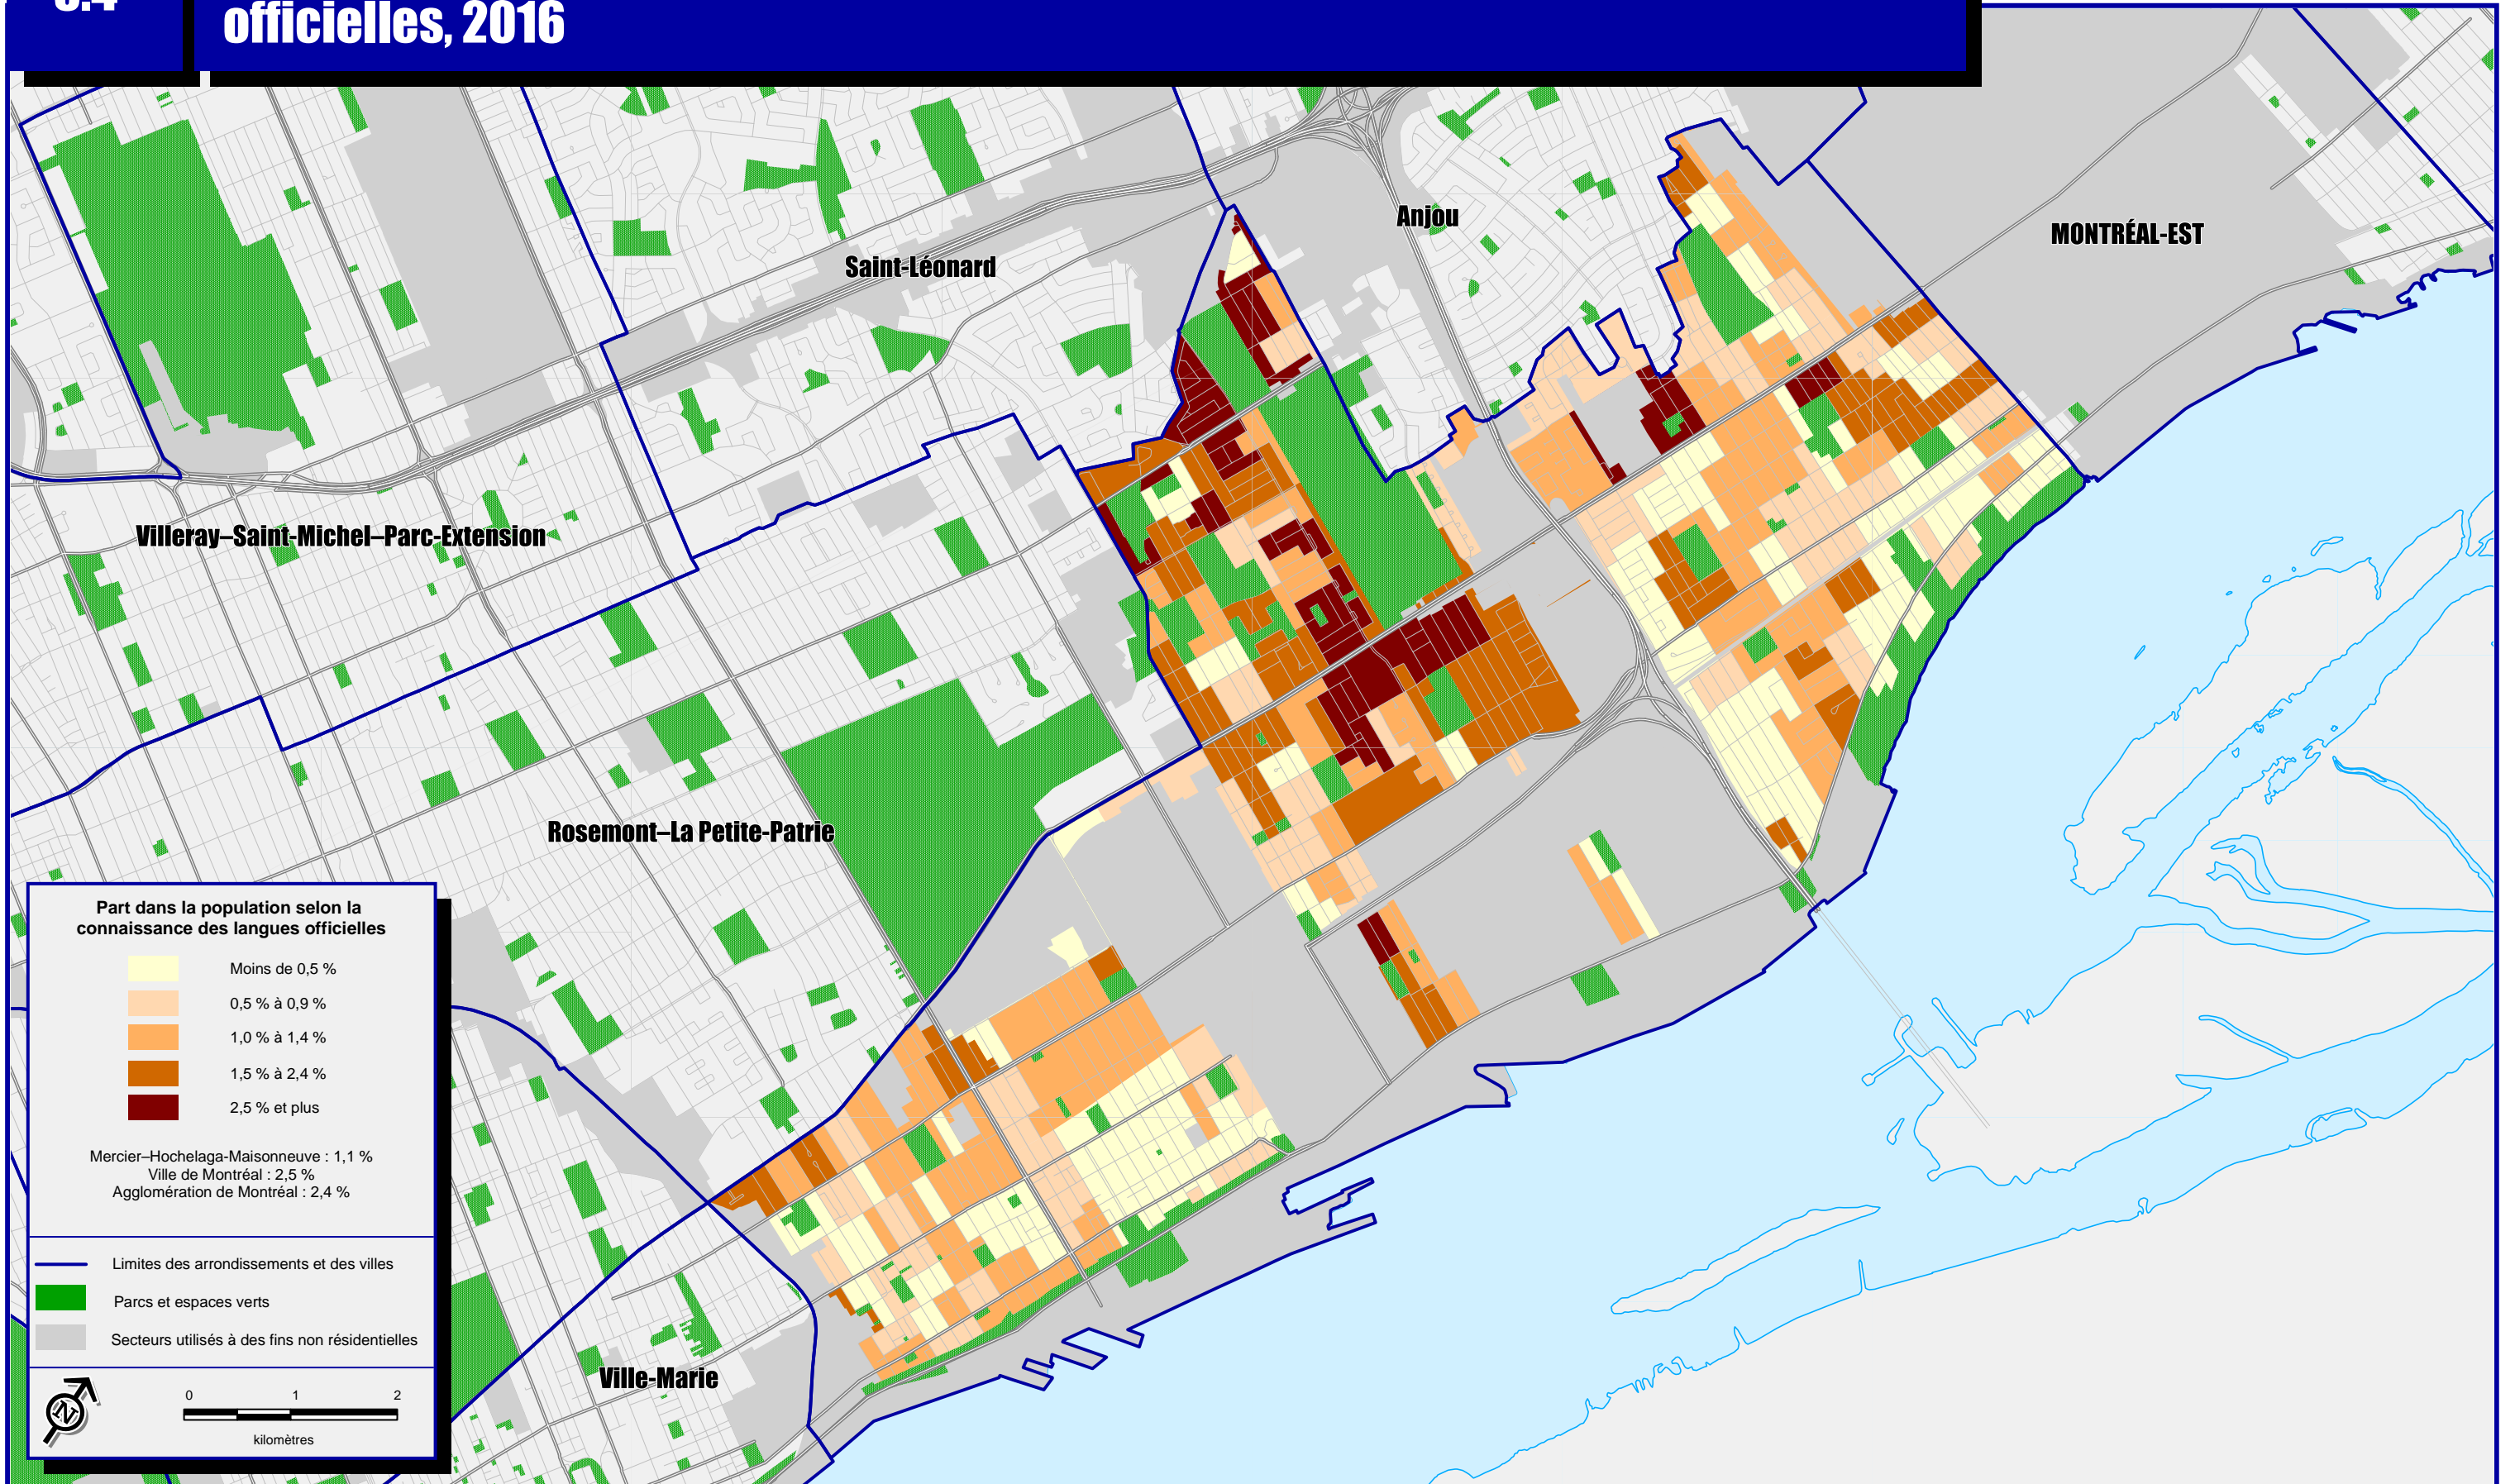 officielles, 2016
Anjou
MONTRÉAL-EST
Saint-Léonard
Villeray–Saint-Michel–Parc-Extension
Rosemont–La Petite-Patrie
Ville-Marie
Part dans la population selon la
connaissance des langues officielles
Moins de 0,5 %
0,5 % à 0,9 %
1,0 % à 1,4 %
1,5 % à 2,4 %
2,5 % et plus
Mercier–Hochelaga-Maisonneuve : 1,1 %
Ville de Montréal : 2,5 %
Agglomération de Montréal : 2,4 %
Limites des arrondissements et des villes
Parcs et espaces verts
Secteurs utilisés à des fins non résidentielles
N
0 1 2
kilomètres